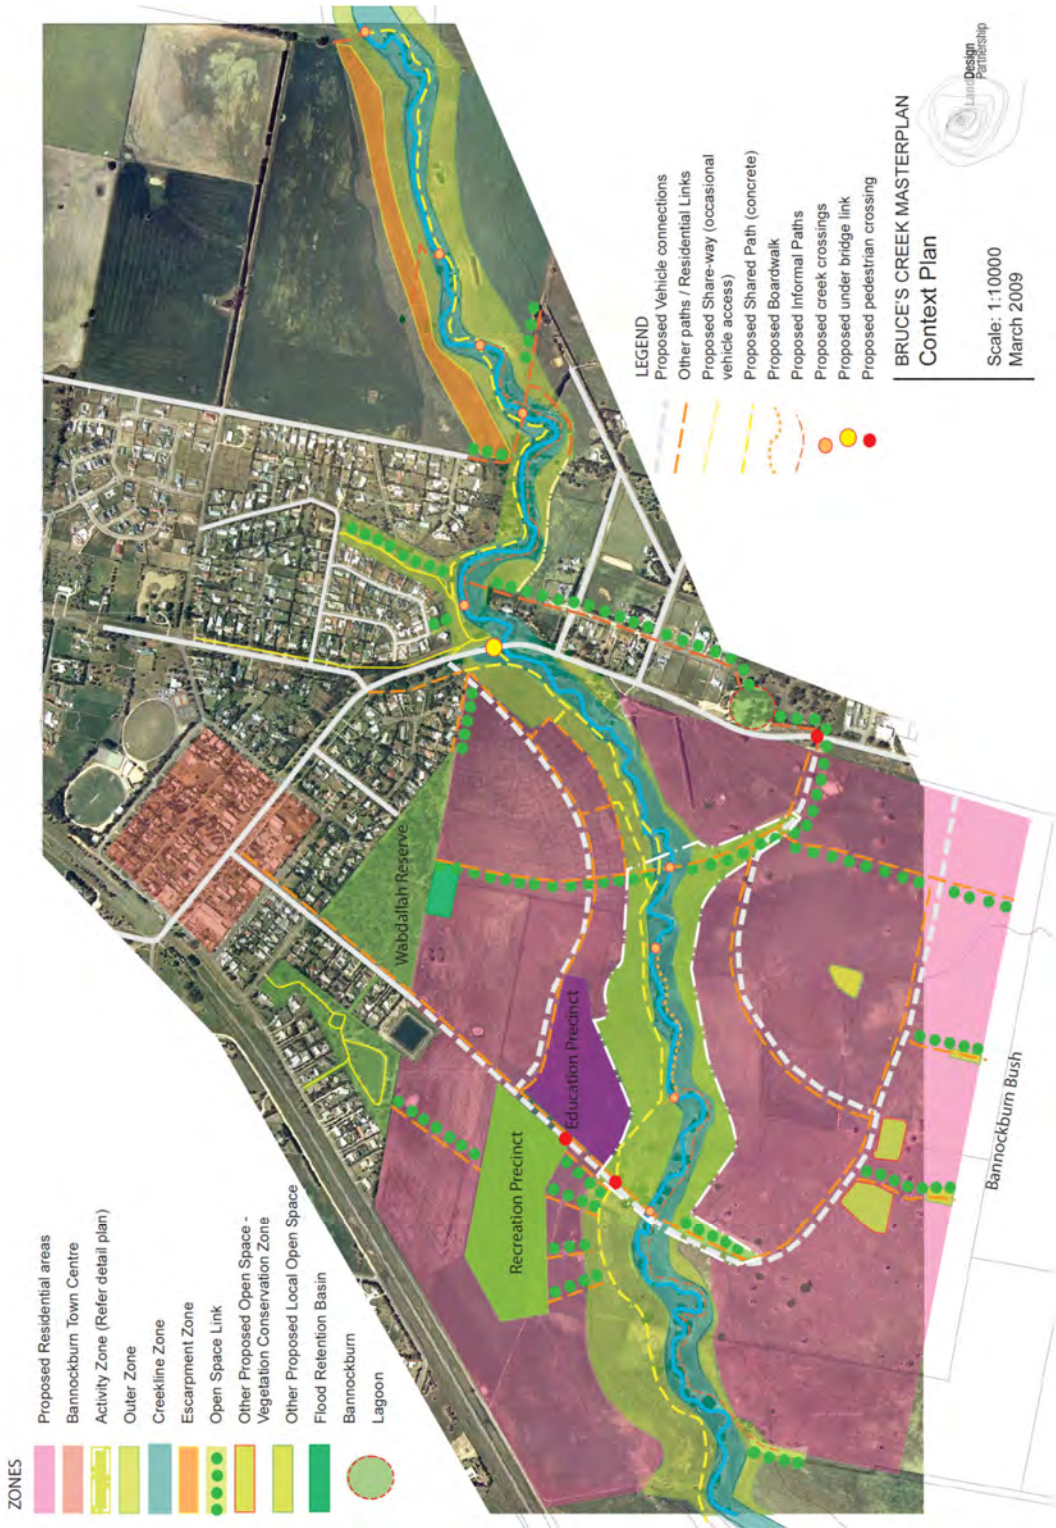 ZONES
Proposed Residential areas
Bannockburn Town Centre
Activity Zone (Refer detail plan)
Outer Zone
Creekline Zone
Escarpment Zone
Open Space Link
Other Proposed Open Space -
Vegetation Conservation Zone
Other Proposed Local Open Space
Flood Retention Basin
Bannockburn
Lagoon
Recreation Precinct
Education Precinct
Wabdallah Reserve
Bannockburn Bush
LEGEND
Proposed Vehicle connections
Other paths / Residential Links
Proposed Share-way (occasional
vehicle access)
Proposed Shared Path (concrete)
Proposed Boardwalk
Proposed Informal Paths
Proposed creek crossings
Proposed under bridge link
Proposed pedestrian crossing
BRUCE'S CREEK MASTERPLAN
Context Plan
Scale: 1:10000
March 2009
LandDesign
Partnership